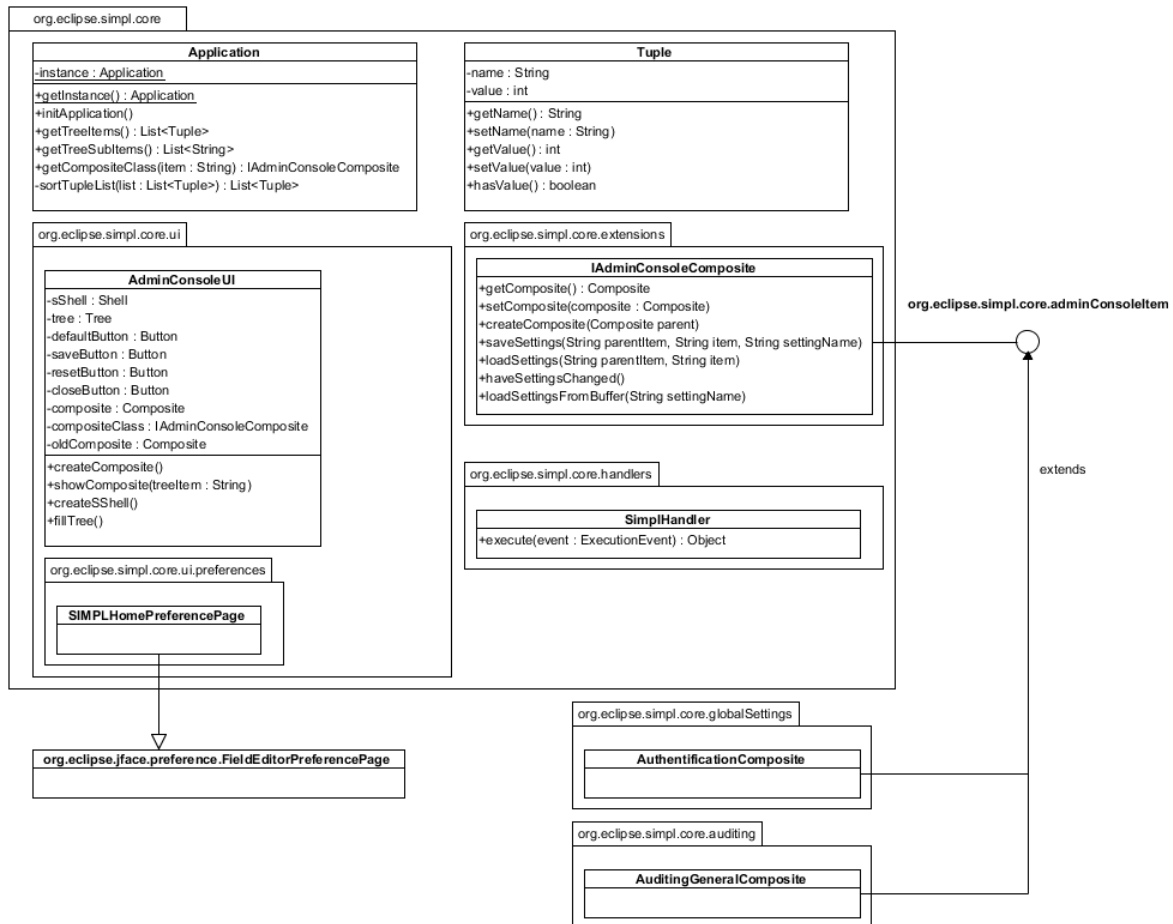 org.eclipse.simpl.core
Application
-instance : Application
+getInstance() : Application
+initApplication()
+getTreeItems() : List<Tuple>
+getTreeSubItems() : List<String>
+getCompositeClass(item : String) : IAdminConsoleComposite
-sortTupleList(list : List<Tuple>) : List<Tuple>
Tuple
-name : String
-value : int
+getName() : String
+setName(name : String)
+getValue() : int
+setValue(value : int)
+hasValue() : boolean
org.eclipse.simpl.core.ui
AdminConsoleUI
-sShell : Shell
-tree : Tree
-defaultButton : Button
-saveButton : Button
-resetButton : Button
-closeButton : Button
-composite : Composite
-compositeClass : IAdminConsoleComposite
-oldComposite : Composite
+createComposite()
+showComposite(treeItem : String)
+createSShell()
+fillTree()
org.eclipse.simpl.core.ui.preferences
SIMPLHomePreferencePage
org.eclipse.simpl.core.extensions
IAdminConsoleComposite
+getComposite() : Composite
+setComposite(composite : Composite)
+createComposite(Composite parent)
+saveSettings(String parentItem, String item, String settingName)
+loadSettings(String parentItem, String item)
+haveSettingsChanged()
+loadSettingsFromBuffer(String settingName)
org.eclipse.simpl.core.adminConsoleItem
extends
org.eclipse.simpl.core.handlers
SimplHandler
+execute(event : ExecutionEvent) : Object
org.eclipse.jface.preference.FieldEditorPreferencePage
org.eclipse.simpl.core.globalSettings
AuthentificationComposite
org.eclipse.simpl.core.auditing
AuditingGeneralComposite